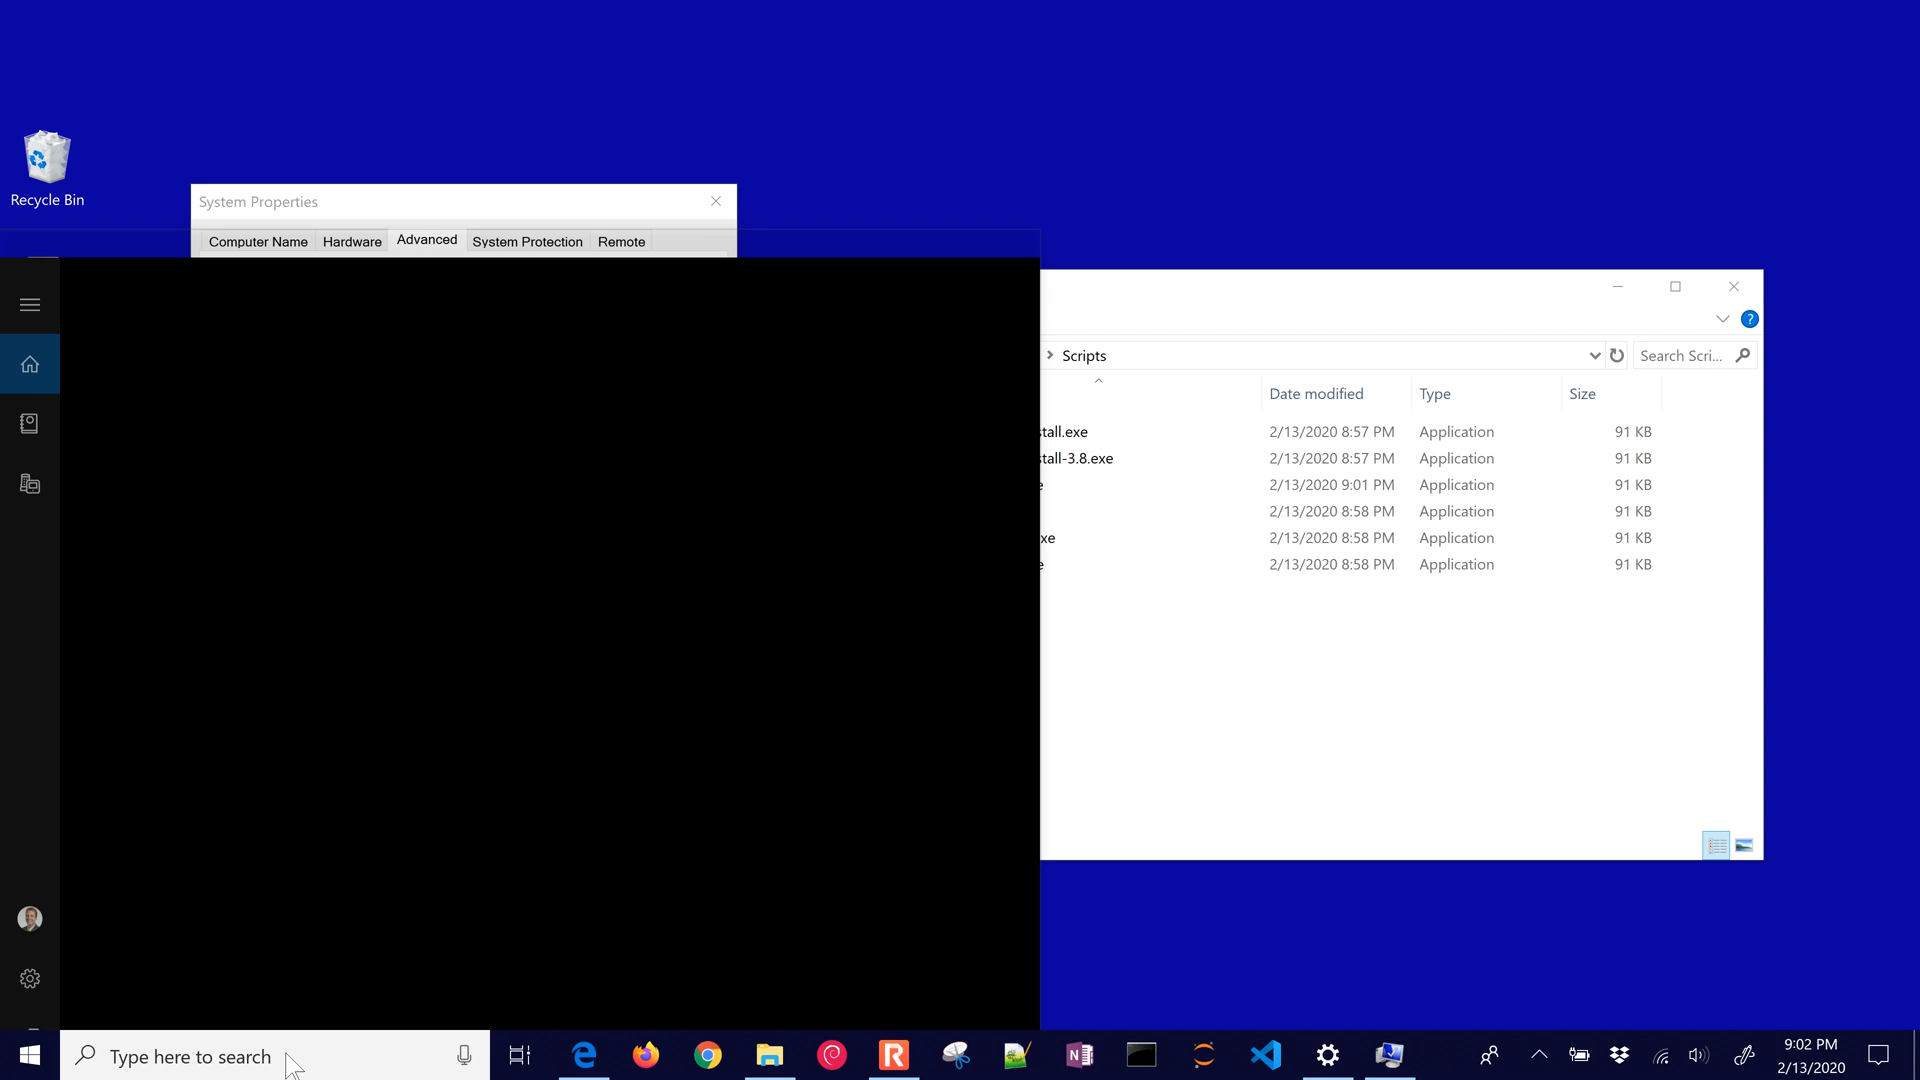 Recycle Bin
System Properties
Computer Name Hardware Advanced System Protection Remote
Scripts
Search Scri...
Date modified Type Size
stall.exe 2/13/2020 8:57 PM Application 91 KB
stall-3.8.exe 2/13/2020 8:57 PM Application 91 KB
e 2/13/2020 9:01 PM Application 91 KB
2/13/2020 8:58 PM Application 91 KB
xe 2/13/2020 8:58 PM Application 91 KB
e 2/13/2020 8:58 PM Application 91 KB
Type here to search
9:02 PM
2/13/2020